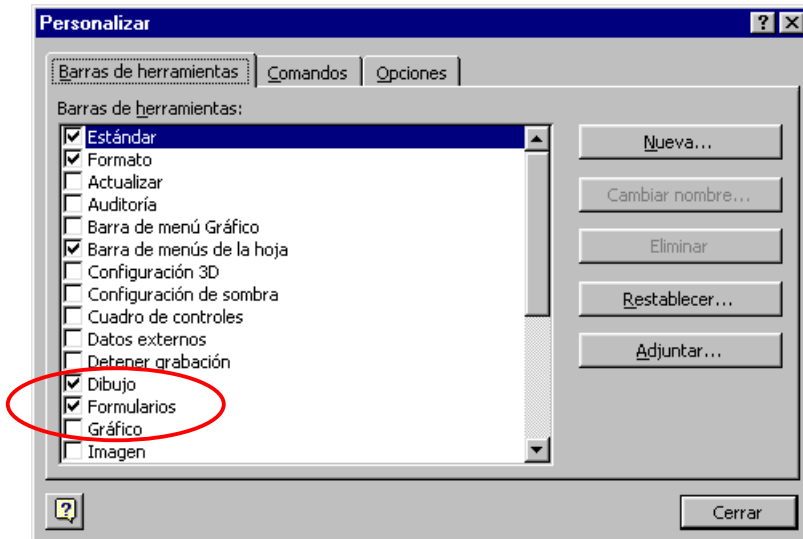 Personalizar
Barras de herramientas Comandos Opciones
Barras de herramientas:
Estándar
Formato
Actualizar
Auditoría
Barra de menú Gráfico
Barra de menús de la hoja
Configuración 3D
Configuración de sombra
Cuadro de controles
Datos externos
Detener grabación
Dibujo
Formularios
Gráfico
Imagen
Nueva...
Cambiar nombre...
Eliminar
Restablecer...
Adjuntar...
Cerrar